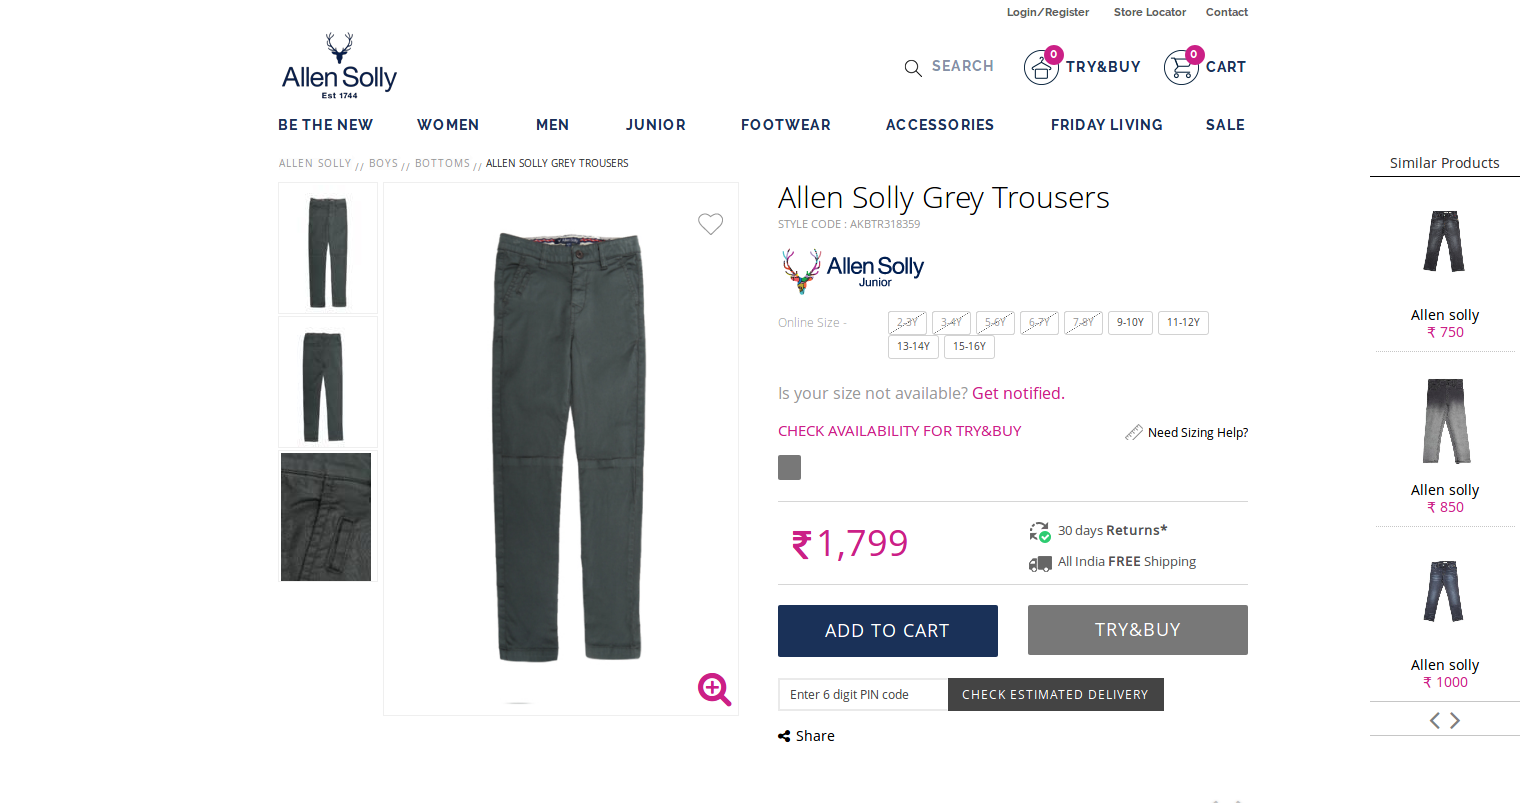 Login/Register Store Locator Contact
Allen Solly
Est 1744
SEARCH 0 TRY&BUY 0 CART
BE THE NEW WOMEN MEN JUNIOR FOOTWEAR ACCESSORIES FRIDAY LIVING SALE
ALLEN SOLLY // BOYS // BOTTOMS // ALLEN SOLLY GREY TROUSERS
Allen Solly Grey Trousers
STYLE CODE : AKBTR318359
Allen Solly
Junior
Online Size - 2-3Y 3-4Y 5-6Y 6-7Y 7-8Y 9-10Y 11-12Y
13-14Y 15-16Y
Is your size not available? Get notified.
CHECK AVAILABILITY FOR TRY&BUY Need Sizing Help?
₹1,799
30 days Returns*
All India FREE Shipping
ADD TO CART TRY&BUY
Enter 6 digit PIN code CHECK ESTIMATED DELIVERY
Share
Similar Products
Allen solly
₹ 750
Allen solly
₹ 850
Allen solly
₹ 1000